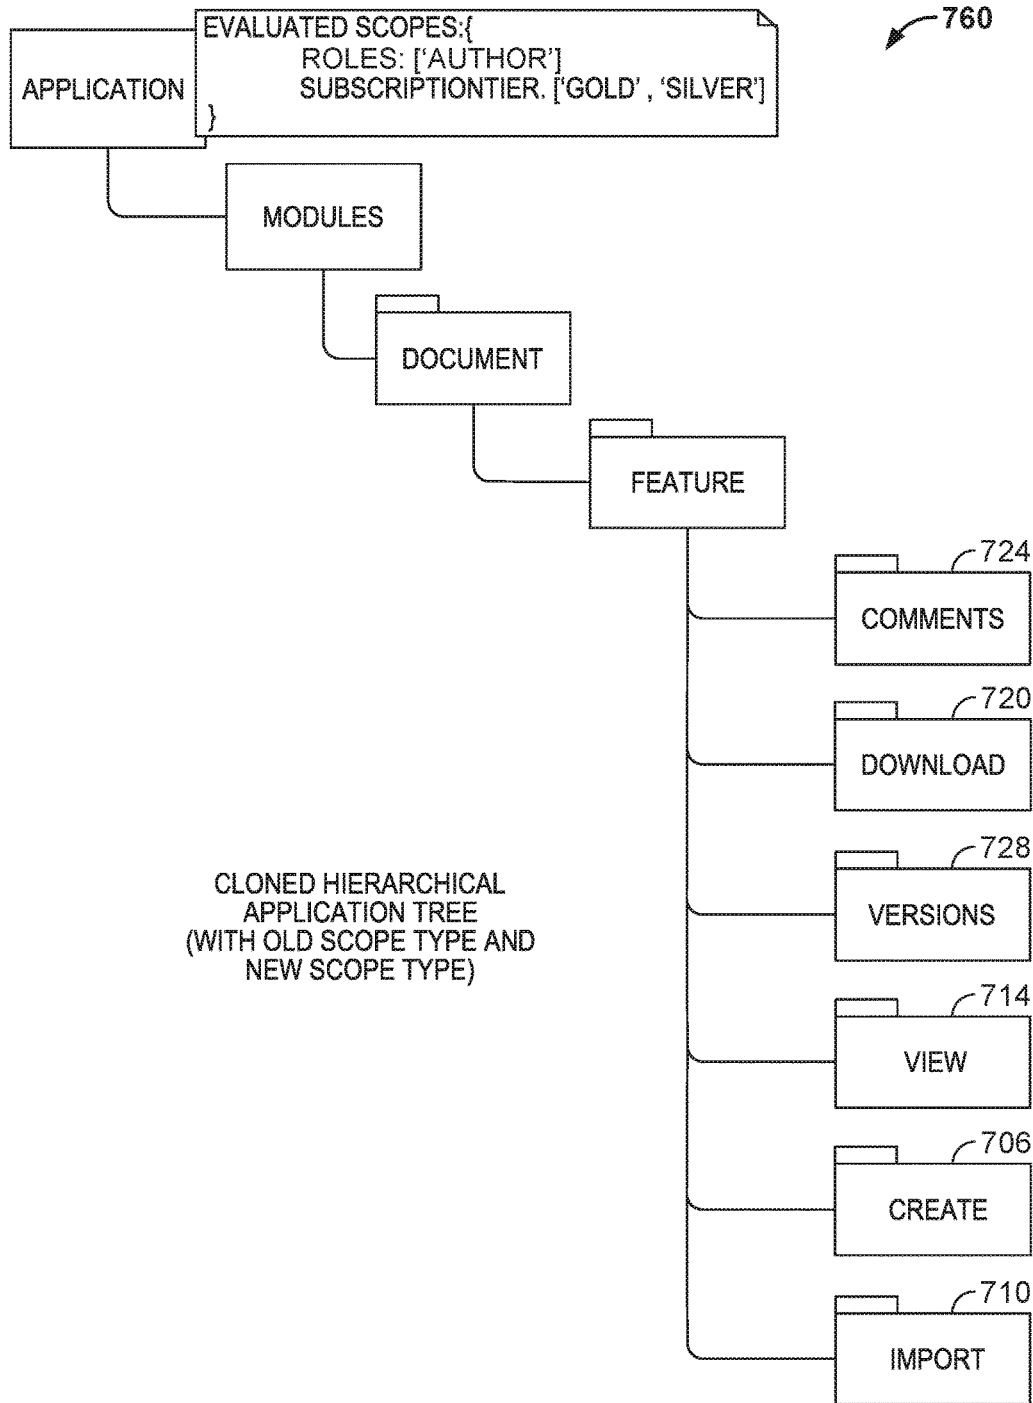 760
EVALUATED SCOPES:{
ROLES: ['AUTHOR']
SUBSCRIPTIONTIER. ['GOLD' , 'SILVER']
}
APPLICATION
MODULES
DOCUMENT
FEATURE
724
COMMENTS
720
DOWNLOAD
728
VERSIONS
CLONED HIERARCHICAL
APPLICATION TREE
(WITH OLD SCOPE TYPE AND
NEW SCOPE TYPE)
714
VIEW
706
CREATE
710
IMPORT